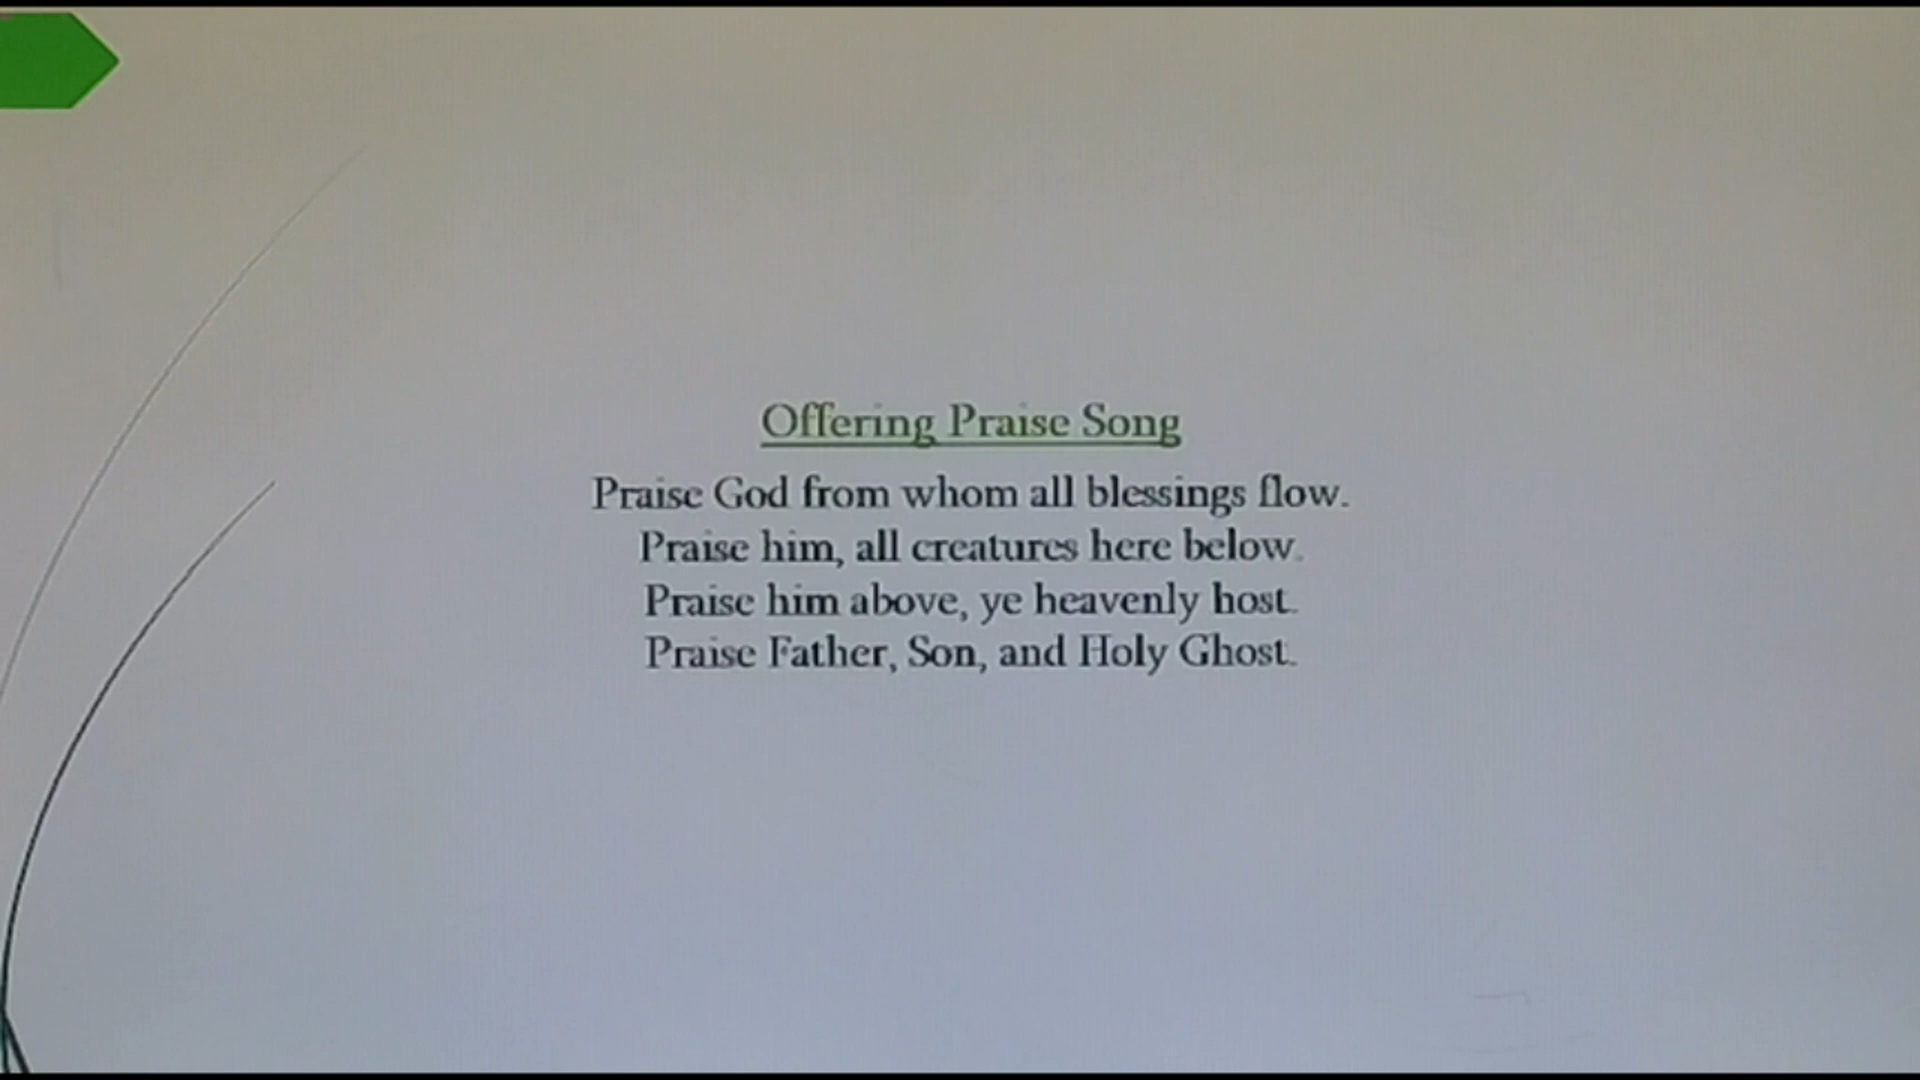 Offering Praise Song
Praise God from whom all blessings flow.
Praise him, all creatures here below.
Praise him above, ye heavenly host.
Praise Father, Son, and Holy Ghost.